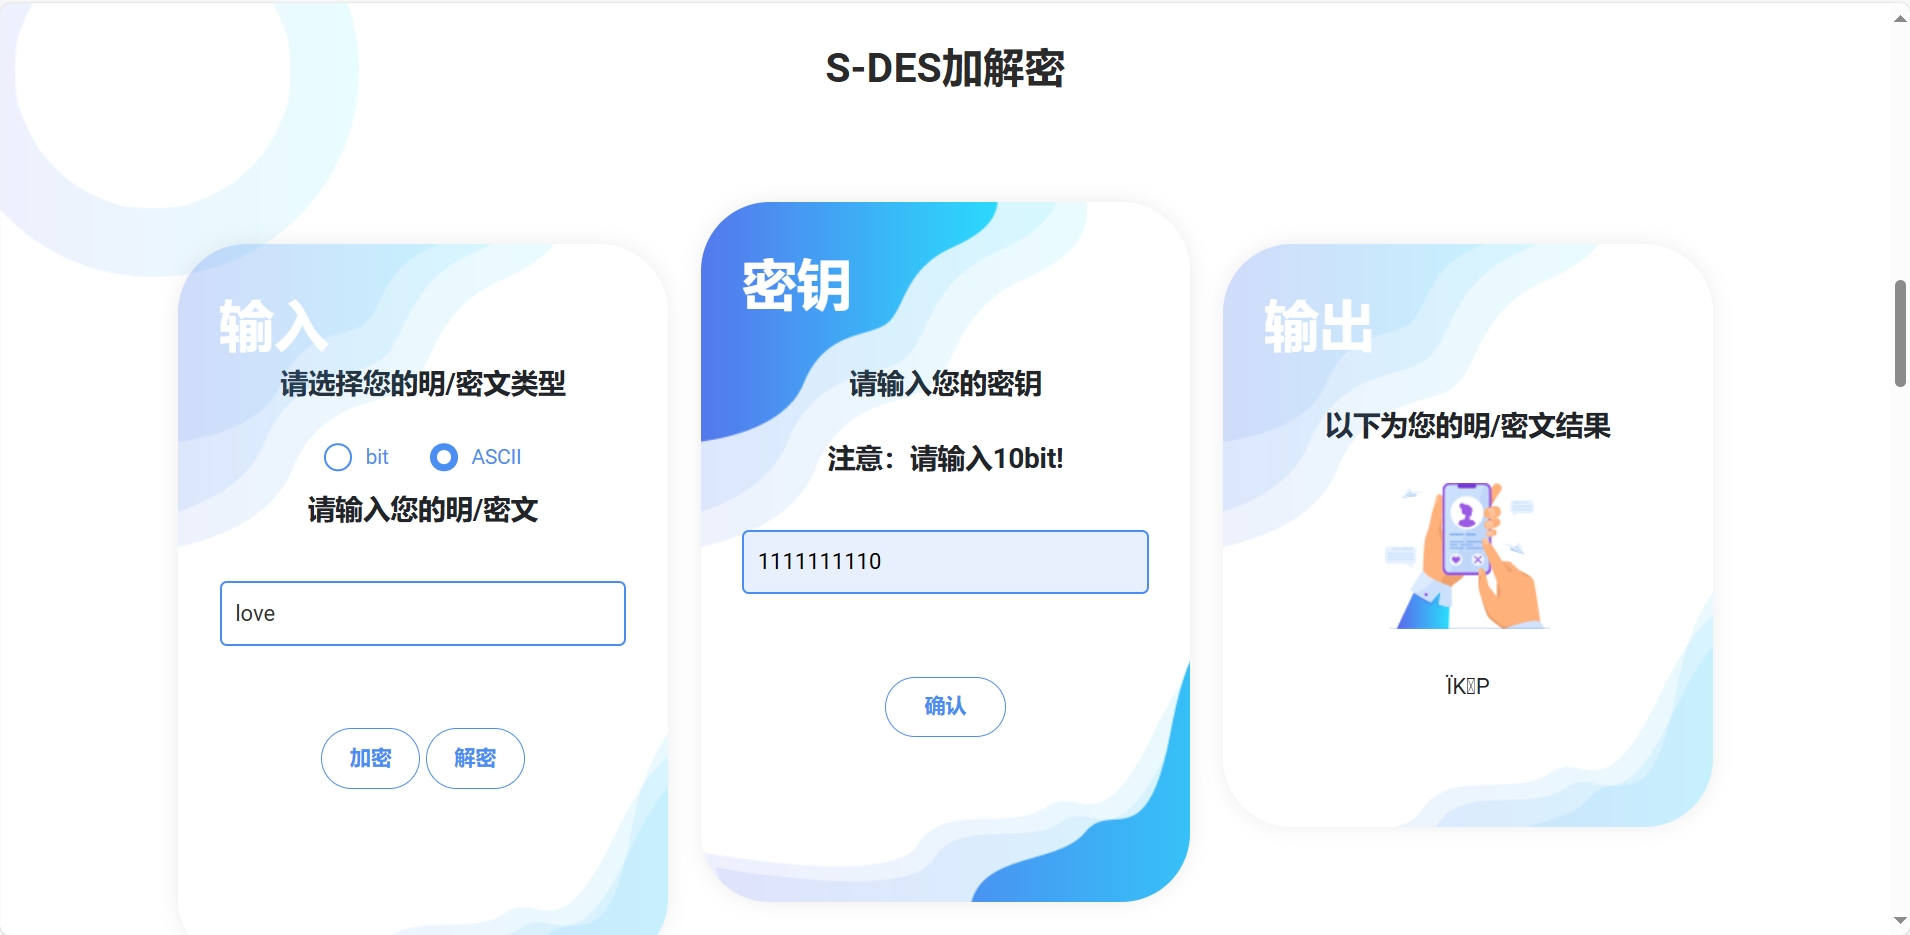 S-DES加解密
输入
请选择您的明/密文类型
bit ASCII
请输入您的明/密文
love
加密 解密
密钥
请输入您的密钥
注意：请输入10bit!
1111111110
确认
输出
以下为您的明/密文结果
ÏK▯P